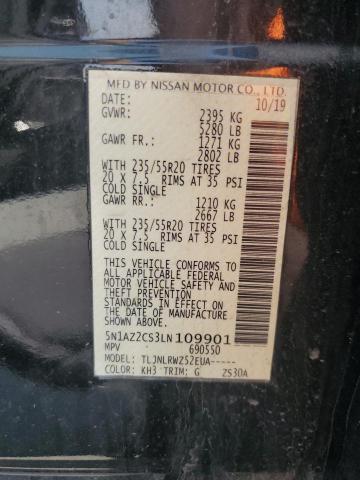 MFD BY NISSAN MOTOR CO., LTD.
DATE: 10/19
GVWR: 2395 KG
5280 LB
GAWR FR.: 1271 KG
2802 LB
WITH 235/55R20 TIRES
20 X 7.5 RIMS AT 35 PSI
COLD SINGLE
GAWR RR.: 1210 KG
2667 LB
WITH 235/55R20 TIRES
20 X 7.5 RIMS AT 35 PSI
COLD SINGLE
THIS VEHICLE CONFORMS TO
ALL APPLICABLE FEDERAL
MOTOR VEHICLE SAFETY
AND THEFT PREVENTION
STANDARDS IN EFFECT ON
THE DATE OF MANUFACTURE
SHOWN ABOVE.
5N1AZ2CS3LN109901
MPV 690550
MODEL: TLJNLRWZ52EUA-----
COLOR: KH3 TRIM: G ZS30A